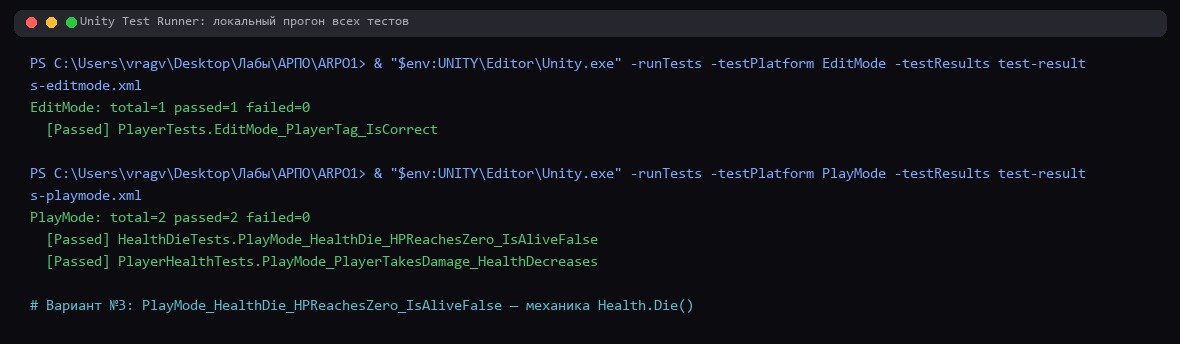 Unity Test Runner: локальный прогон всех тестов
PS C:\Users\vragv\Desktop\Лабы\АРПО\ARPO1> & "$env:UNITY\Editor\Unity.exe" -runTests -testPlatform EditMode -testResults test-result
s-editmode.xml
EditMode: total=1 passed=1 failed=0
[Passed] PlayerTests.EditMode_PlayerTag_IsCorrect
PS C:\Users\vragv\Desktop\Лабы\АРПО\ARPO1> & "$env:UNITY\Editor\Unity.exe" -runTests -testPlatform PlayMode -testResults test-result
s-playmode.xml
PlayMode: total=2 passed=2 failed=0
[Passed] HealthDieTests.PlayMode_HealthDie_HPReachesZero_IsAliveFalse
[Passed] PlayerHealthTests.PlayMode_PlayerTakesDamage_HealthDecreases
# Вариант №3: PlayMode_HealthDie_HPReachesZero_IsAliveFalse — механика Health.Die()